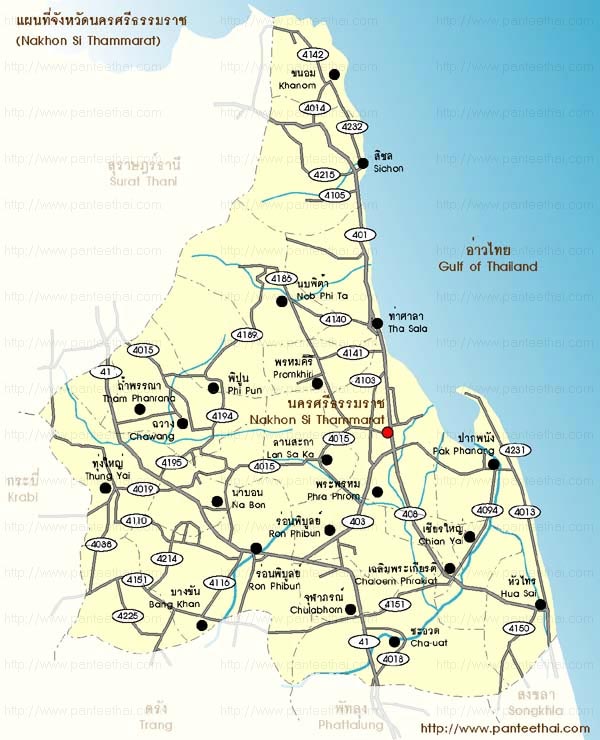 แผนที่จังหวัดนครศรีธรรมราช
(Nakhon Si Thammarat)
4142
ขนอม
Khanom
4014
4232
สิชล
Sichon
4215
4105
สุราษฎร์ธานี
Surat Thani
401
อ่าวไทย
Gulf of Thailand
4186
นบพิตำ
Nob Phi Ta
4140
ท่าศาลา
Tha Sala
4189
4015
4141
41
พรหมคิรี
Promkhiri
4103
ถ้ำพรรณา
Tham Phanrana
พิปูน
Phi Pun
4194
นครศรีธรรมราช
Nakhon Si Thammarat
ฉวาง
Chawang
ลานสะกา
Lan Sa Ka
4015
ปากพนัง
Pak Phanang
4231
ทุ่งใหญ่
Thung Yai
4195
4015
กระบี่
Krabi
4019
นาบอน
Na Bon
พระพรหม
Phra Phrom
408
4094
4013
4110
ร่อนพิบูลย์
Ron Phibun
403
เชียรใหญ่
Chian Yai
4038
4214
4151
4116
ร่อนพิบูลย์
Ron Phibun
เฉลิมพระเกียรติ
Chaloem Phrakiat
หัวไทร
Hua Sai
บางขัน
Bang Khan
4225
จุฬาภรณ์
Chulabhorn
4151
4150
41
ชะอวด
Cha-uat
4018
ตรัง
Trang
พัทลุง
Phattalung
สงขลา
Songkhla
http://www.panteethai.com